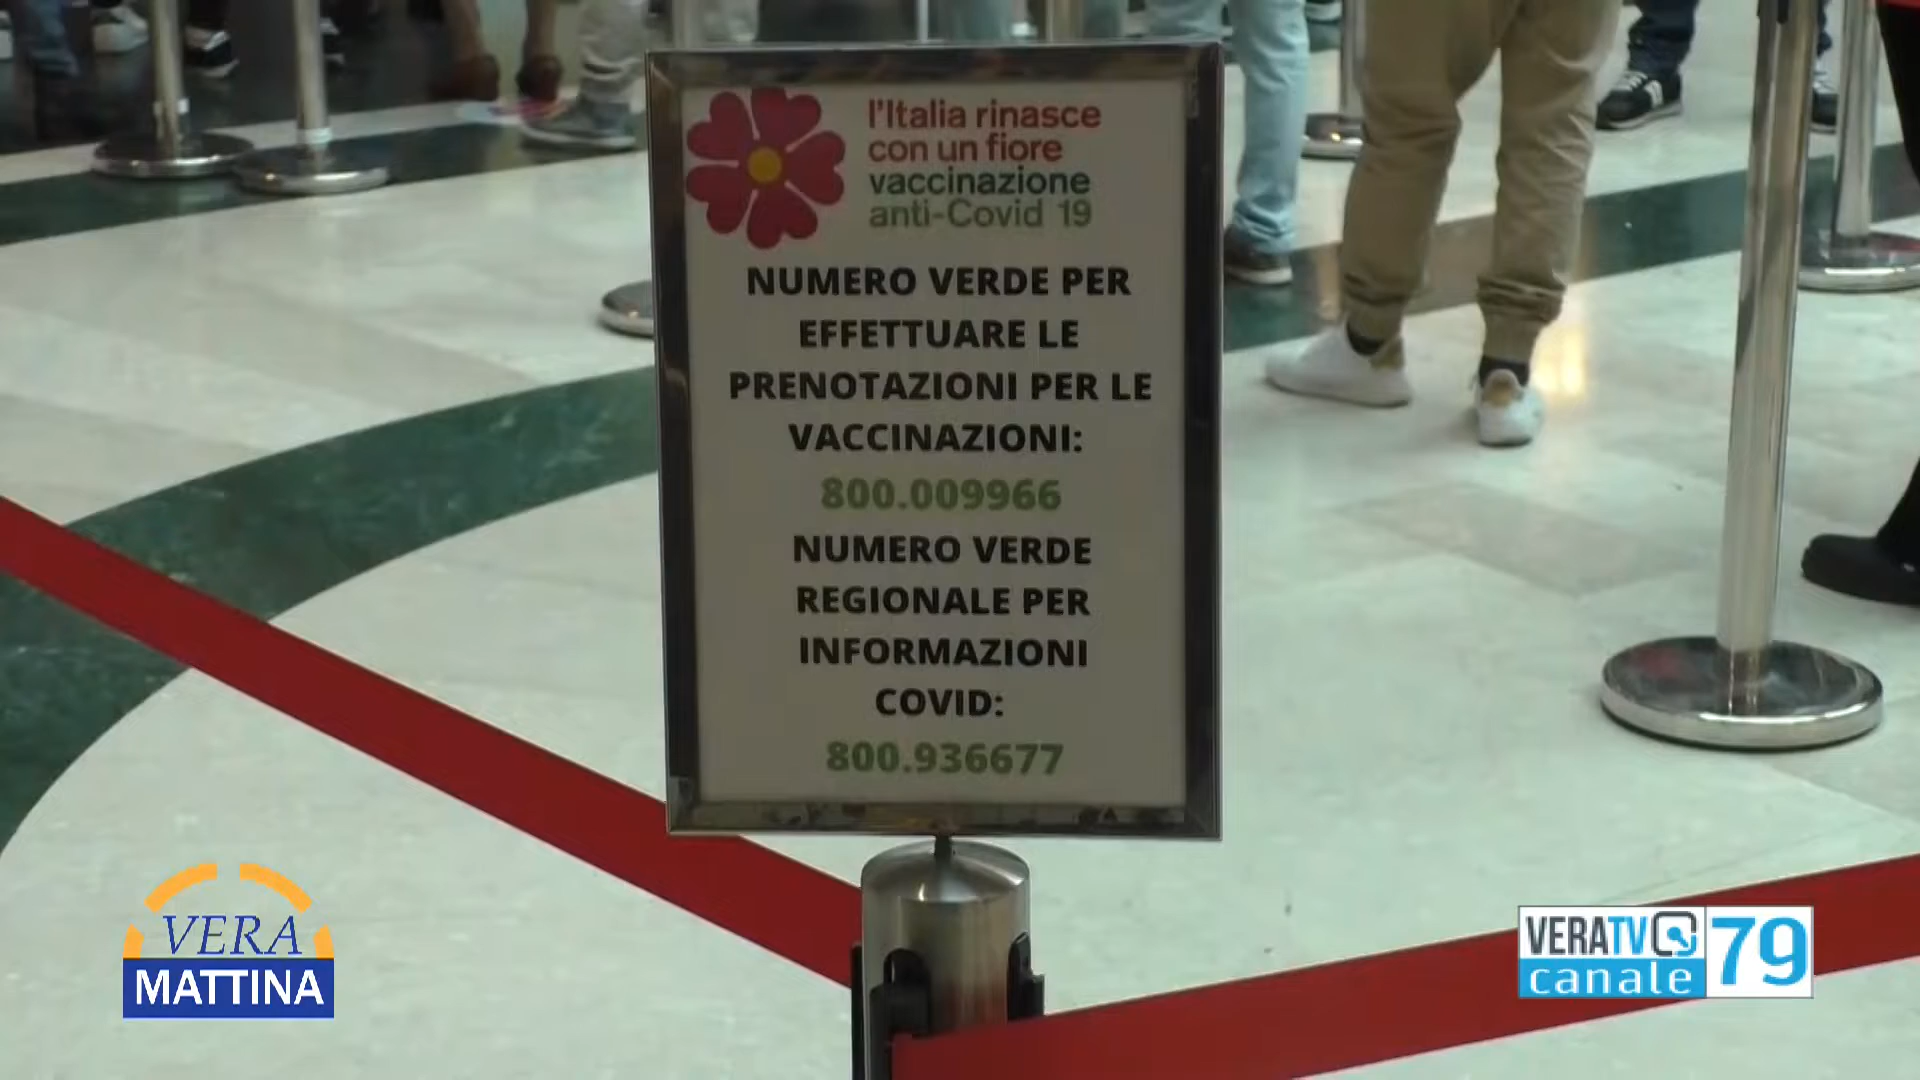 l'Italia rinasce
con un fiore
vaccinazione
anti-Covid 19
NUMERO VERDE PER
EFFETTUARE LE
PRENOTAZIONI PER LE
VACCINAZIONI:
800.009966
NUMERO VERDE
REGIONALE PER
INFORMAZIONI
COVID:
800.936677
VERA
MATTINA
VERATV
canale
79